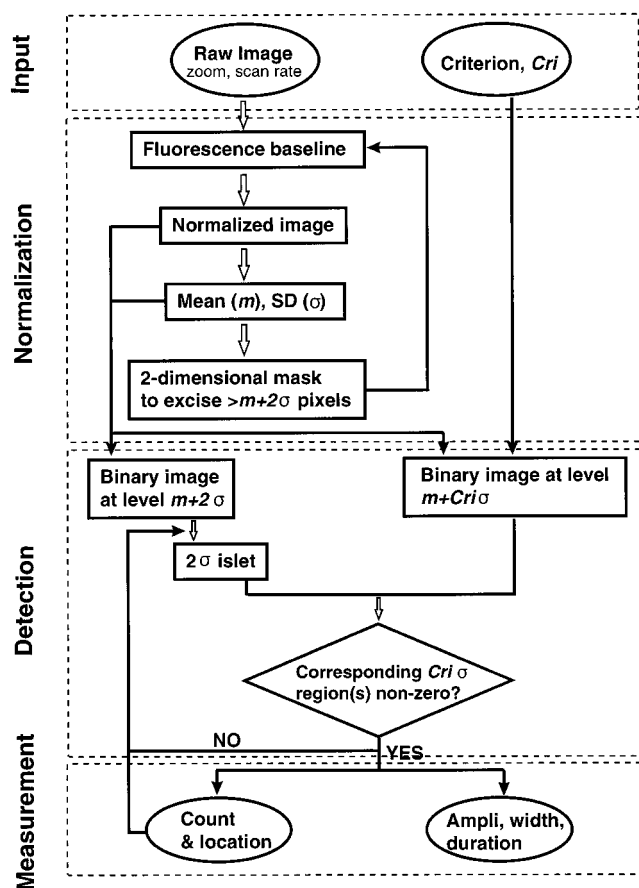 Input
Raw Image
zoom, scan rate
Criterion, Cri
Normalization
Fluorescence baseline
Normalized image
Mean (m), SD (σ)
2-dimensional mask
to excise >m+2σ pixels
Detection
Binary image
at level m+2 σ
Binary image at level
m+Cri σ
2σ islet
Corresponding Cri σ
region(s) non-zero?
NO
YES
Measurement
Count
& location
Ampli, width,
duration